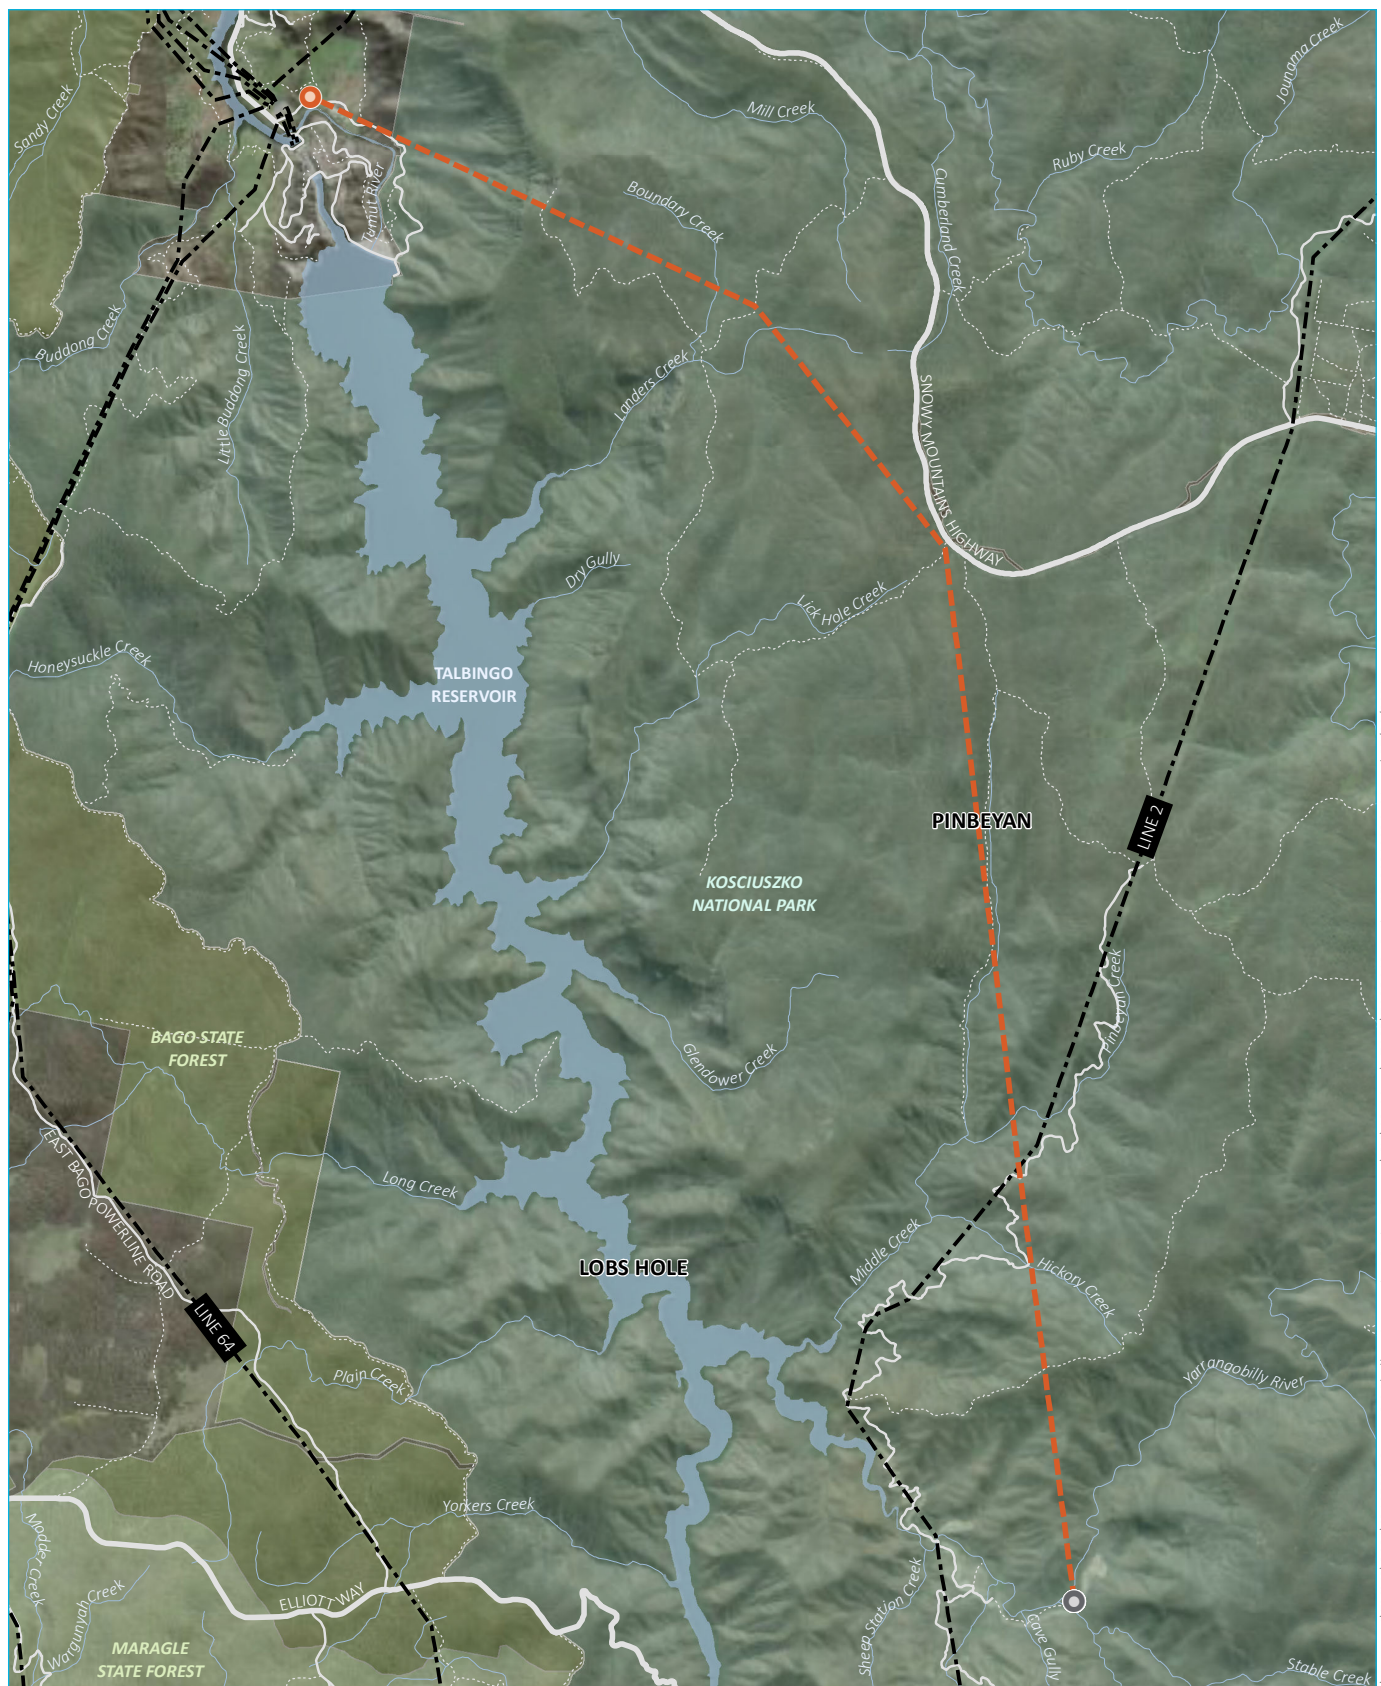 Jounama Creek
Sandy Creek
Mill Creek
Ruby Creek
Cumberland Creek
Boundary Creek
Tumut River
Buddong Creek
Little Buddong Creek
Landers Creek
SNOWY MOUNTAINS HIGHWAY
Dry Gully
Lick Hole Creek
Honeysuckle Creek
TALBINGO
RESERVOIR
PINBEYAN
LINE 2
KOSCIUSZKO
NATIONAL PARK
Pinbeyan Creek
BAGO STATE
FOREST
Glendower Creek
EAST BAGO POWERLINE ROAD
Long Creek
Middle Creek
LOBS HOLE
Hickory Creek
LINE 64
Plain Creek
Yarrangobilly River
Yorkers Creek
Modder Creek
Wargunyah Creek
ELLIOTT WAY
Sheep Station Creek
Cave Gully
MARAGLE
STATE FOREST
Stable Creek